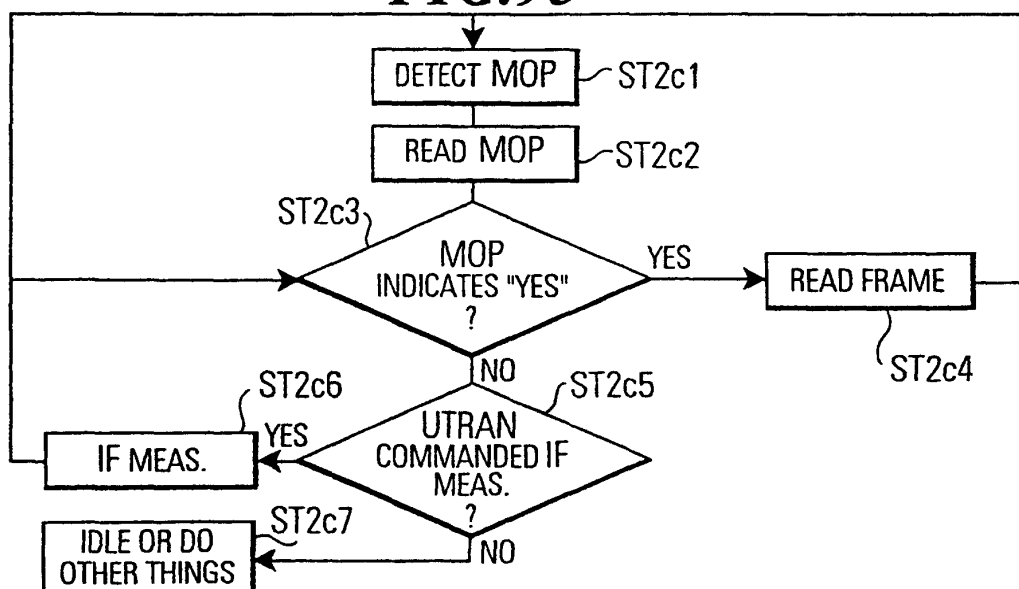 DETECT MOP
ST2c1
READ MOP
ST2c2
ST2c3
MOP
INDICATES "YES"
?
YES
READ FRAME
ST2c4
NO
ST2c6
ST2c5
UTRAN
COMMANDED IF
MEAS.
?
YES
IF MEAS.
ST2c7
NO
IDLE OR DO
OTHER THINGS